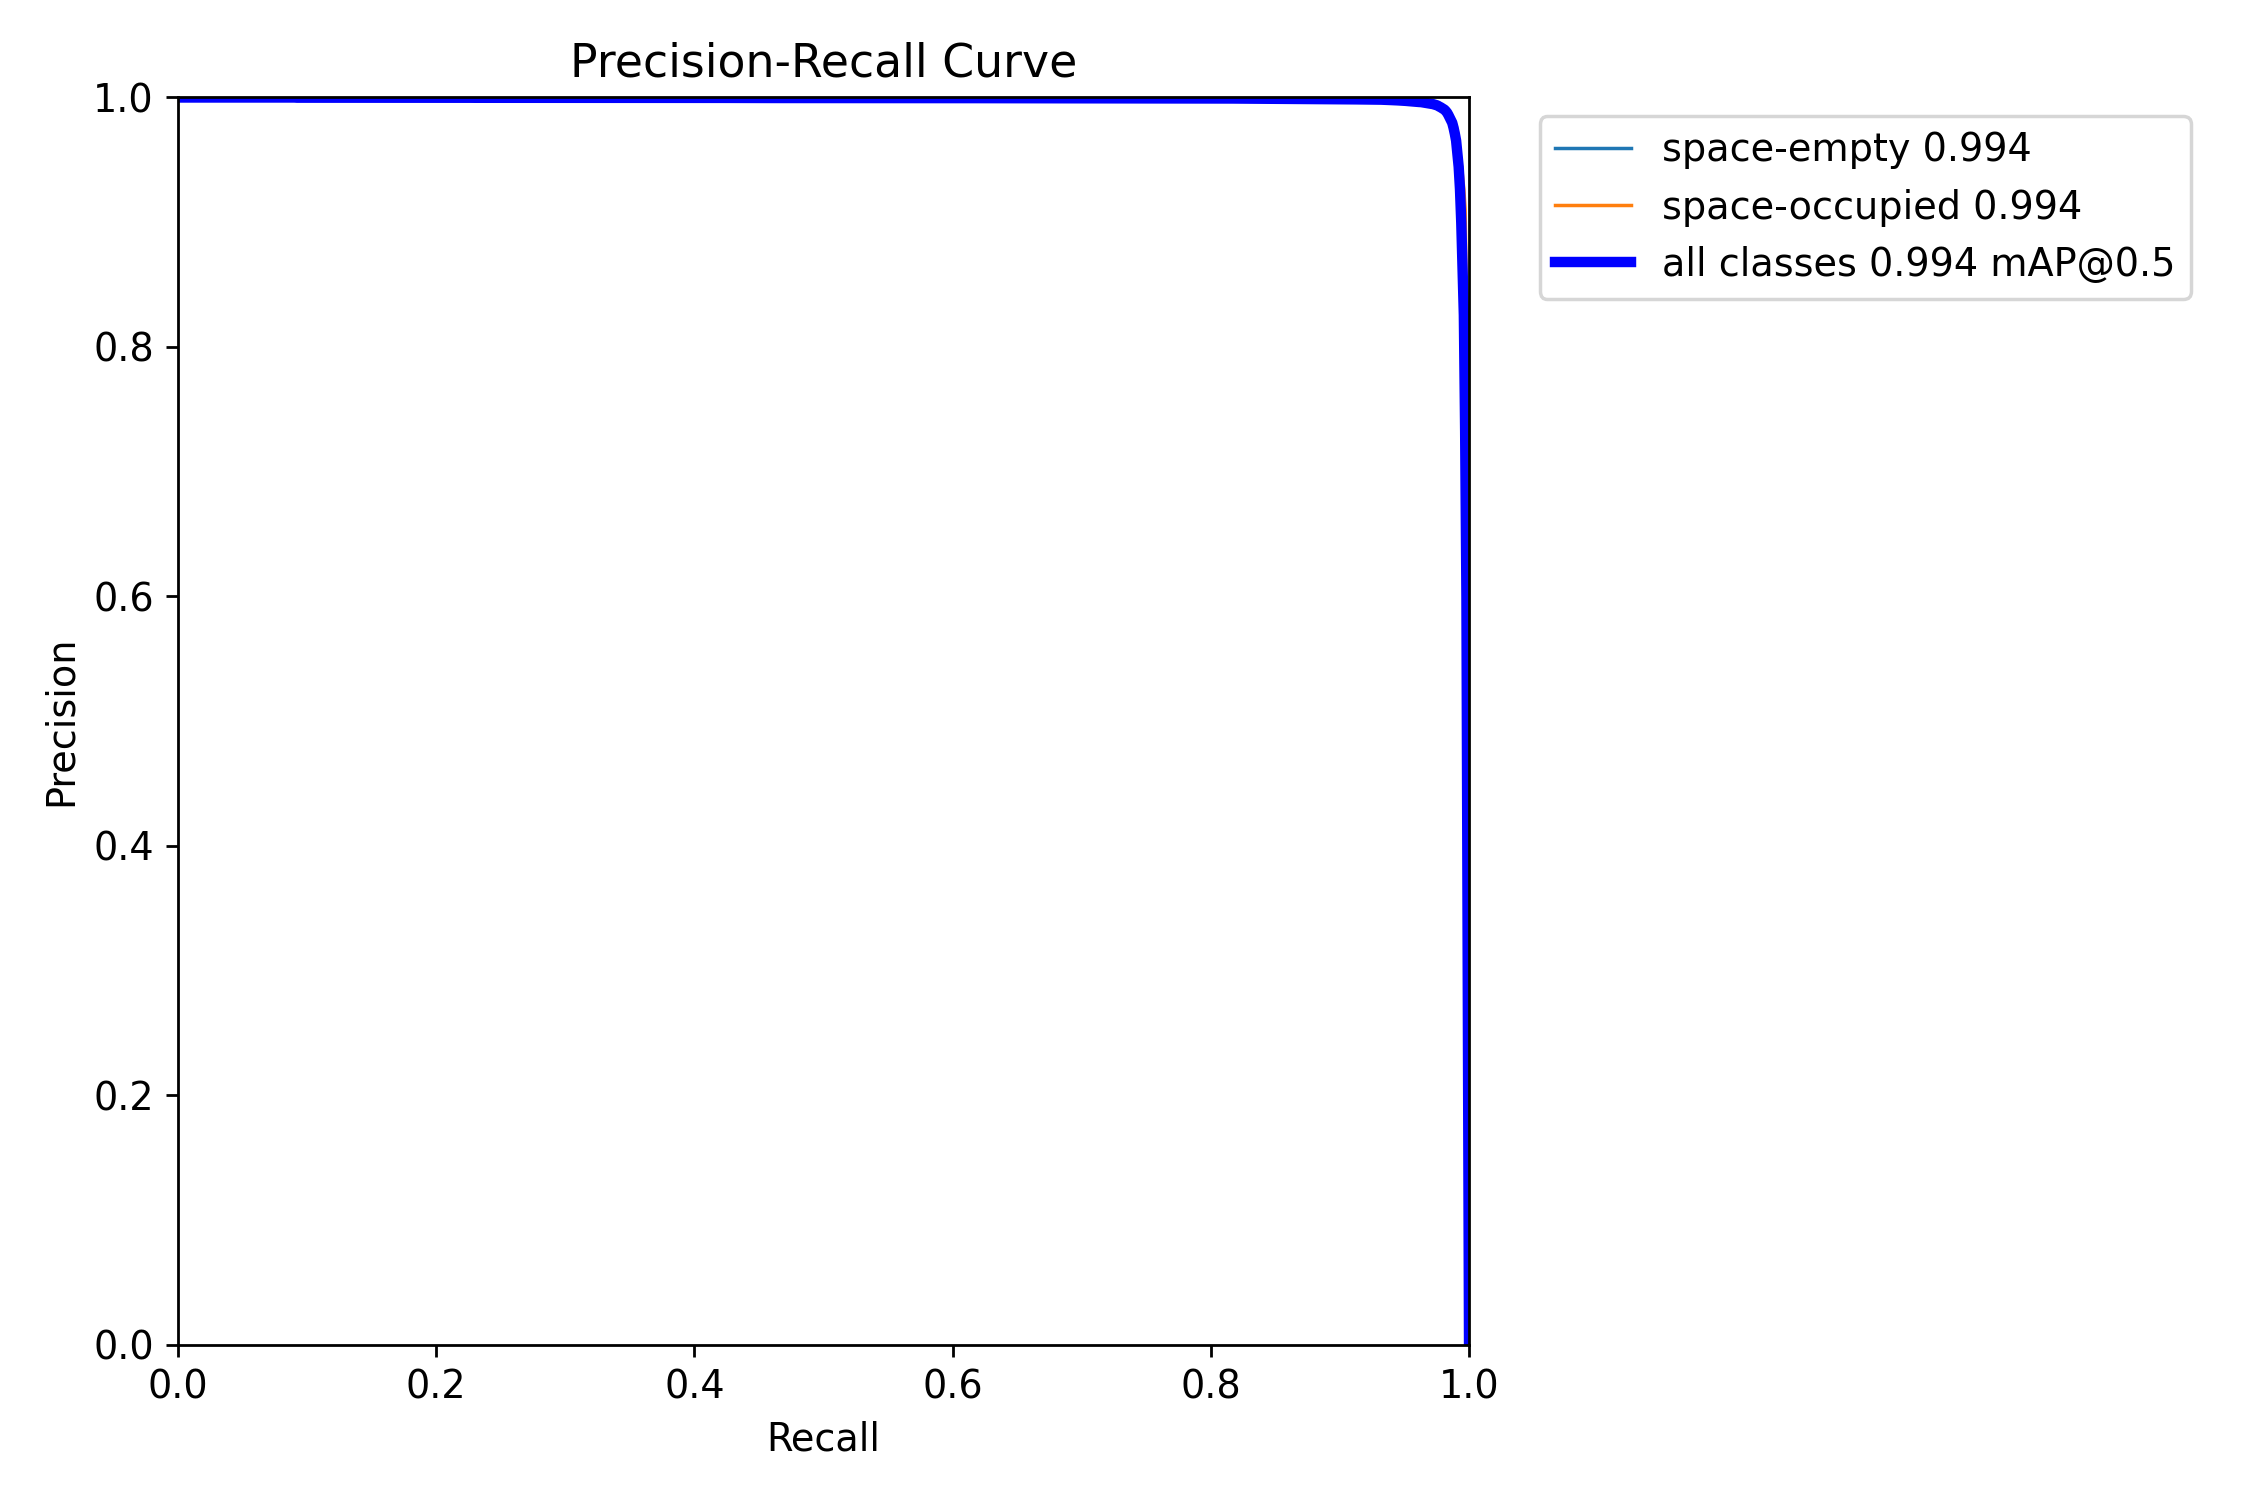 Precision-Recall Curve
1.0
0.8
0.6
0.4
0.2
0.0
Precision
0.0 0.2 0.4 0.6 0.8 1.0
Recall
space-empty 0.994
space-occupied 0.994
all classes 0.994 mAP@0.5